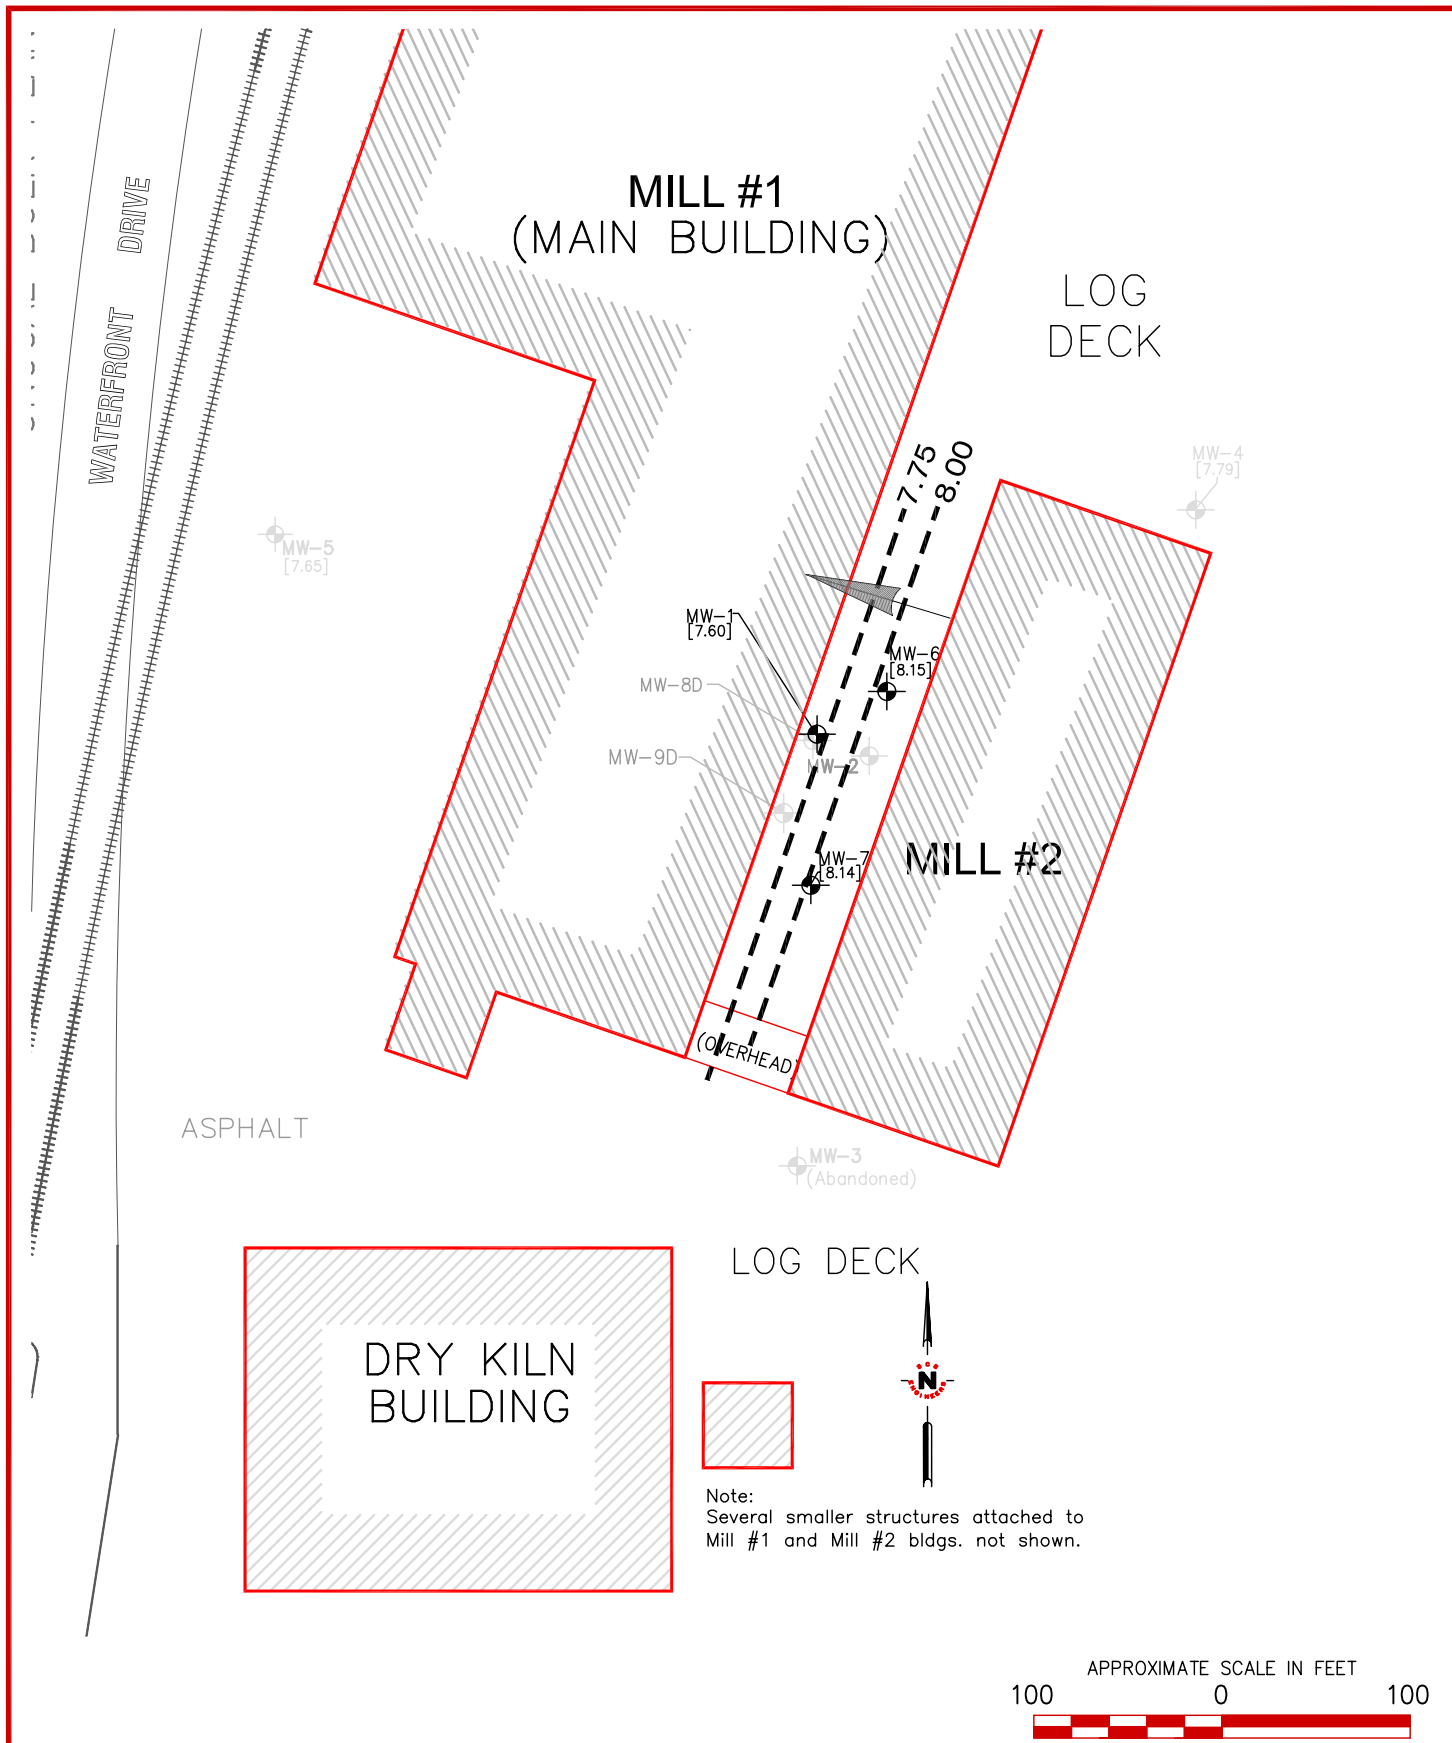 MILL #1
(MAIN BUILDING)
WATERFRONT DRIVE
LOG
DECK
7.75
8.00
MW-4
[7.79]
MW-5
[7.65]
MW-1
[7.60]
MW-6
[8.15]
MW-8D
MW-9D
MW-2
MW-7
[8.14]
MILL #2
(OVERHEAD)
ASPHALT
MW-3
(Abandoned)
LOG DECK
DRY KILN
BUILDING
SCS
N
ENGINEERS
Note:
Several smaller structures attached to
Mill #1 and Mill #2 bldgs. not shown.
APPROXIMATE SCALE IN FEET
100 0 100